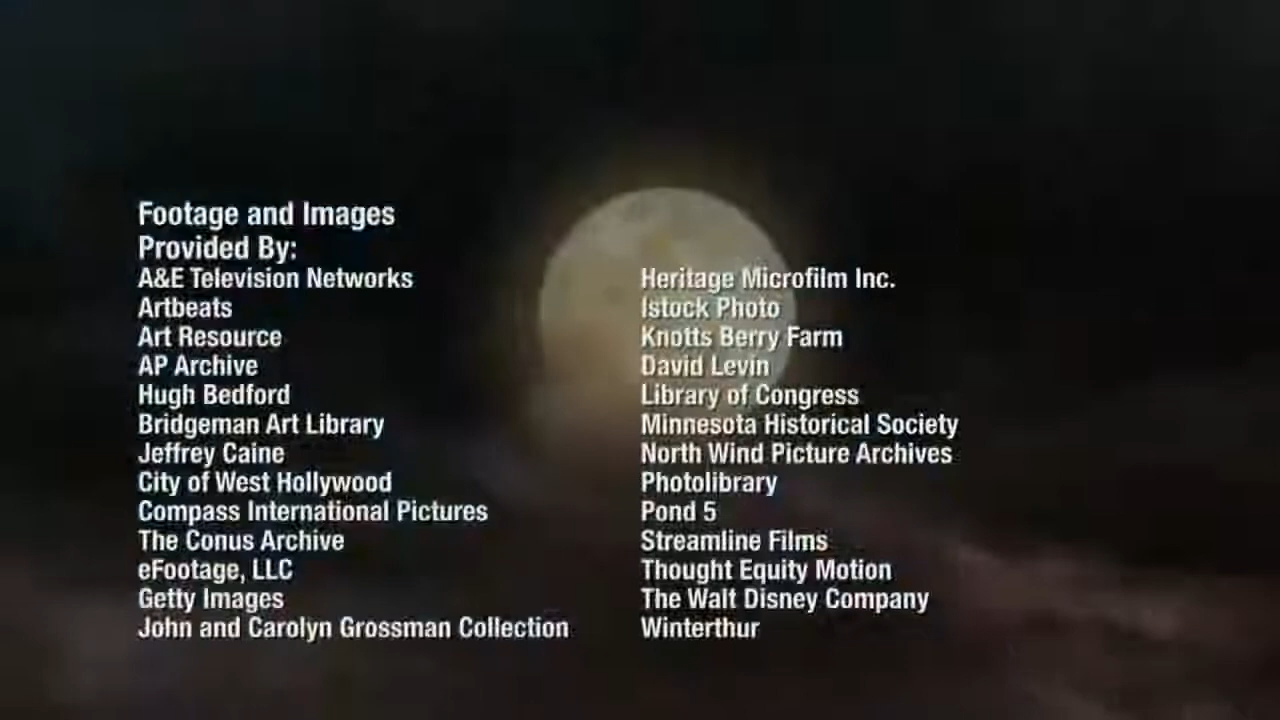 Footage and Images
Provided By:
A&E Television Networks
Artbeats
Art Resource
AP Archive
Hugh Bedford
Bridgeman Art Library
Jeffrey Caine
City of West Hollywood
Compass International Pictures
The Conus Archive
eFootage, LLC
Getty Images
John and Carolyn Grossman Collection
Heritage Microfilm Inc.
Istock Photo
Knotts Berry Farm
David Levin
Library of Congress
Minnesota Historical Society
North Wind Picture Archives
Photolibrary
Pond 5
Streamline Films
Thought Equity Motion
The Walt Disney Company
Winterthur